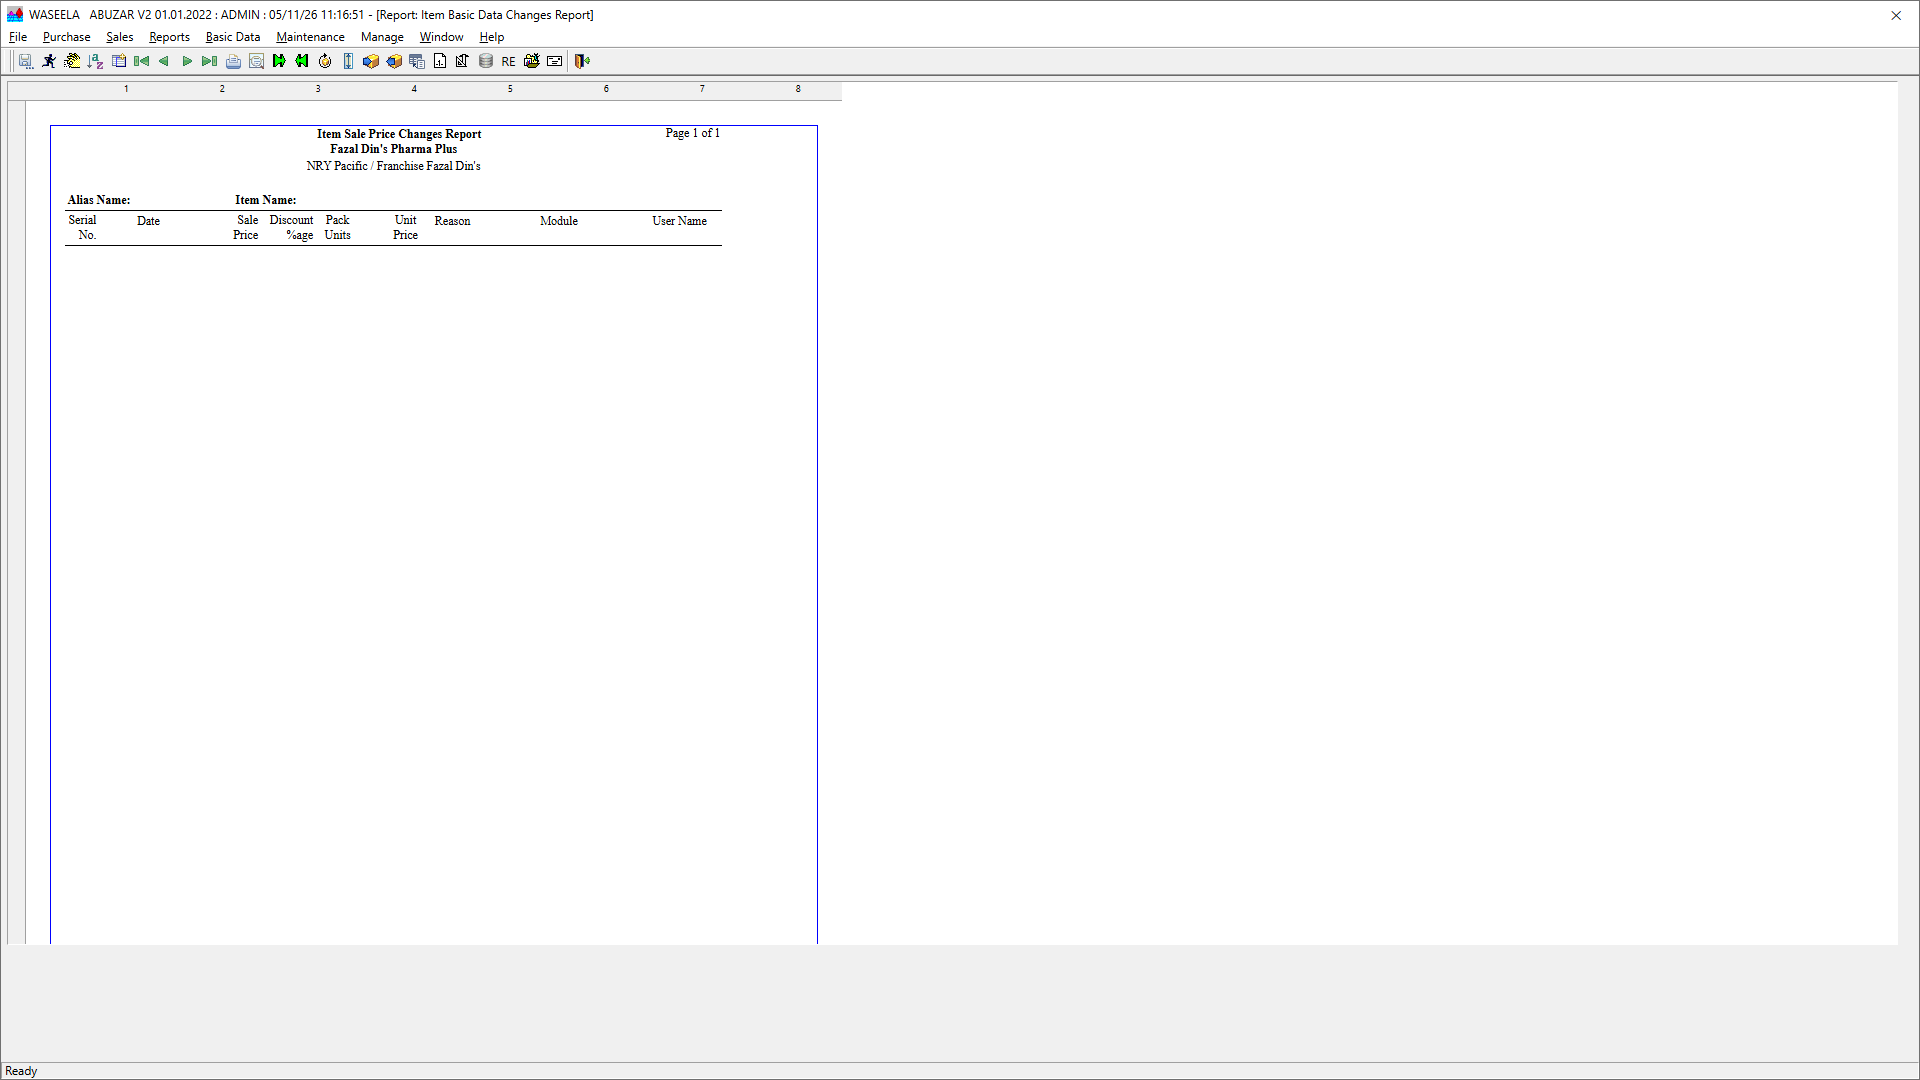 WASEELA   ABUZAR V2 01.01.2022 : ADMIN : 05/11/26 11:16:51 - [Report: Item Basic Data Changes Report]
File Purchase Sales Reports Basic Data Maintenance Manage Window Help
RE
1 2 3 4 5 6 7 8
Item Sale Price Changes Report Page 1 of 1
Fazal Din's Pharma Plus
NRY Pacific / Franchise Fazal Din's
Alias Name: Item Name:
Serial Date Sale Discount Pack Unit Reason Module User Name
No. Price %age Units Price
Ready